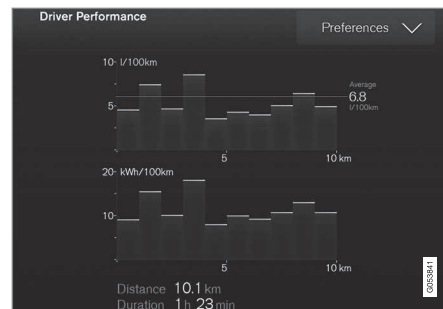 Driver Performance
Preferences
10- l/100km
Average
6.8
l/100km
5-
5
10 km
20- kWh/100km
10-
5
10 km
Distance 10.1 km
Duration 1 h 23 min
G053841